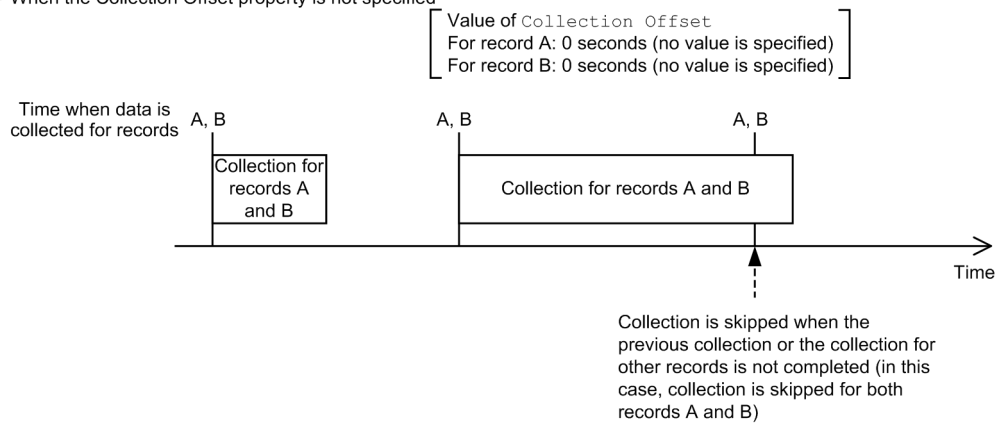 When the Collection Offset property is not specified
Value of Collection Offset
For record A: 0 seconds (no value is specified)
For record B: 0 seconds (no value is specified)
Time when data is
collected for records
A, B
A, B
A, B
Collection for
records A
and B
Collection for records A and B
Time
Collection is skipped when the
previous collection or the collection for
other records is not completed (in this
case, collection is skipped for both
records A and B)